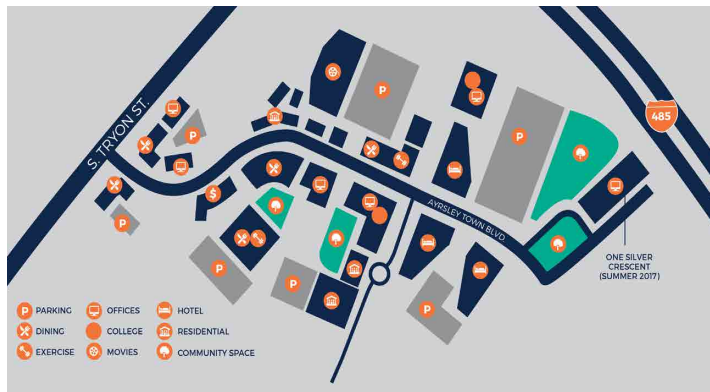 S. TRYON ST.
485
AYRSLEY TOWN BLVD
ONE SILVER
CRESCENT
(SUMMER 2017)
P
P
P
P
P
P
P
P
$
P PARKING
OFFICES
HOTEL
DINING
COLLEGE
RESIDENTIAL
EXERCISE
MOVIES
COMMUNITY SPACE